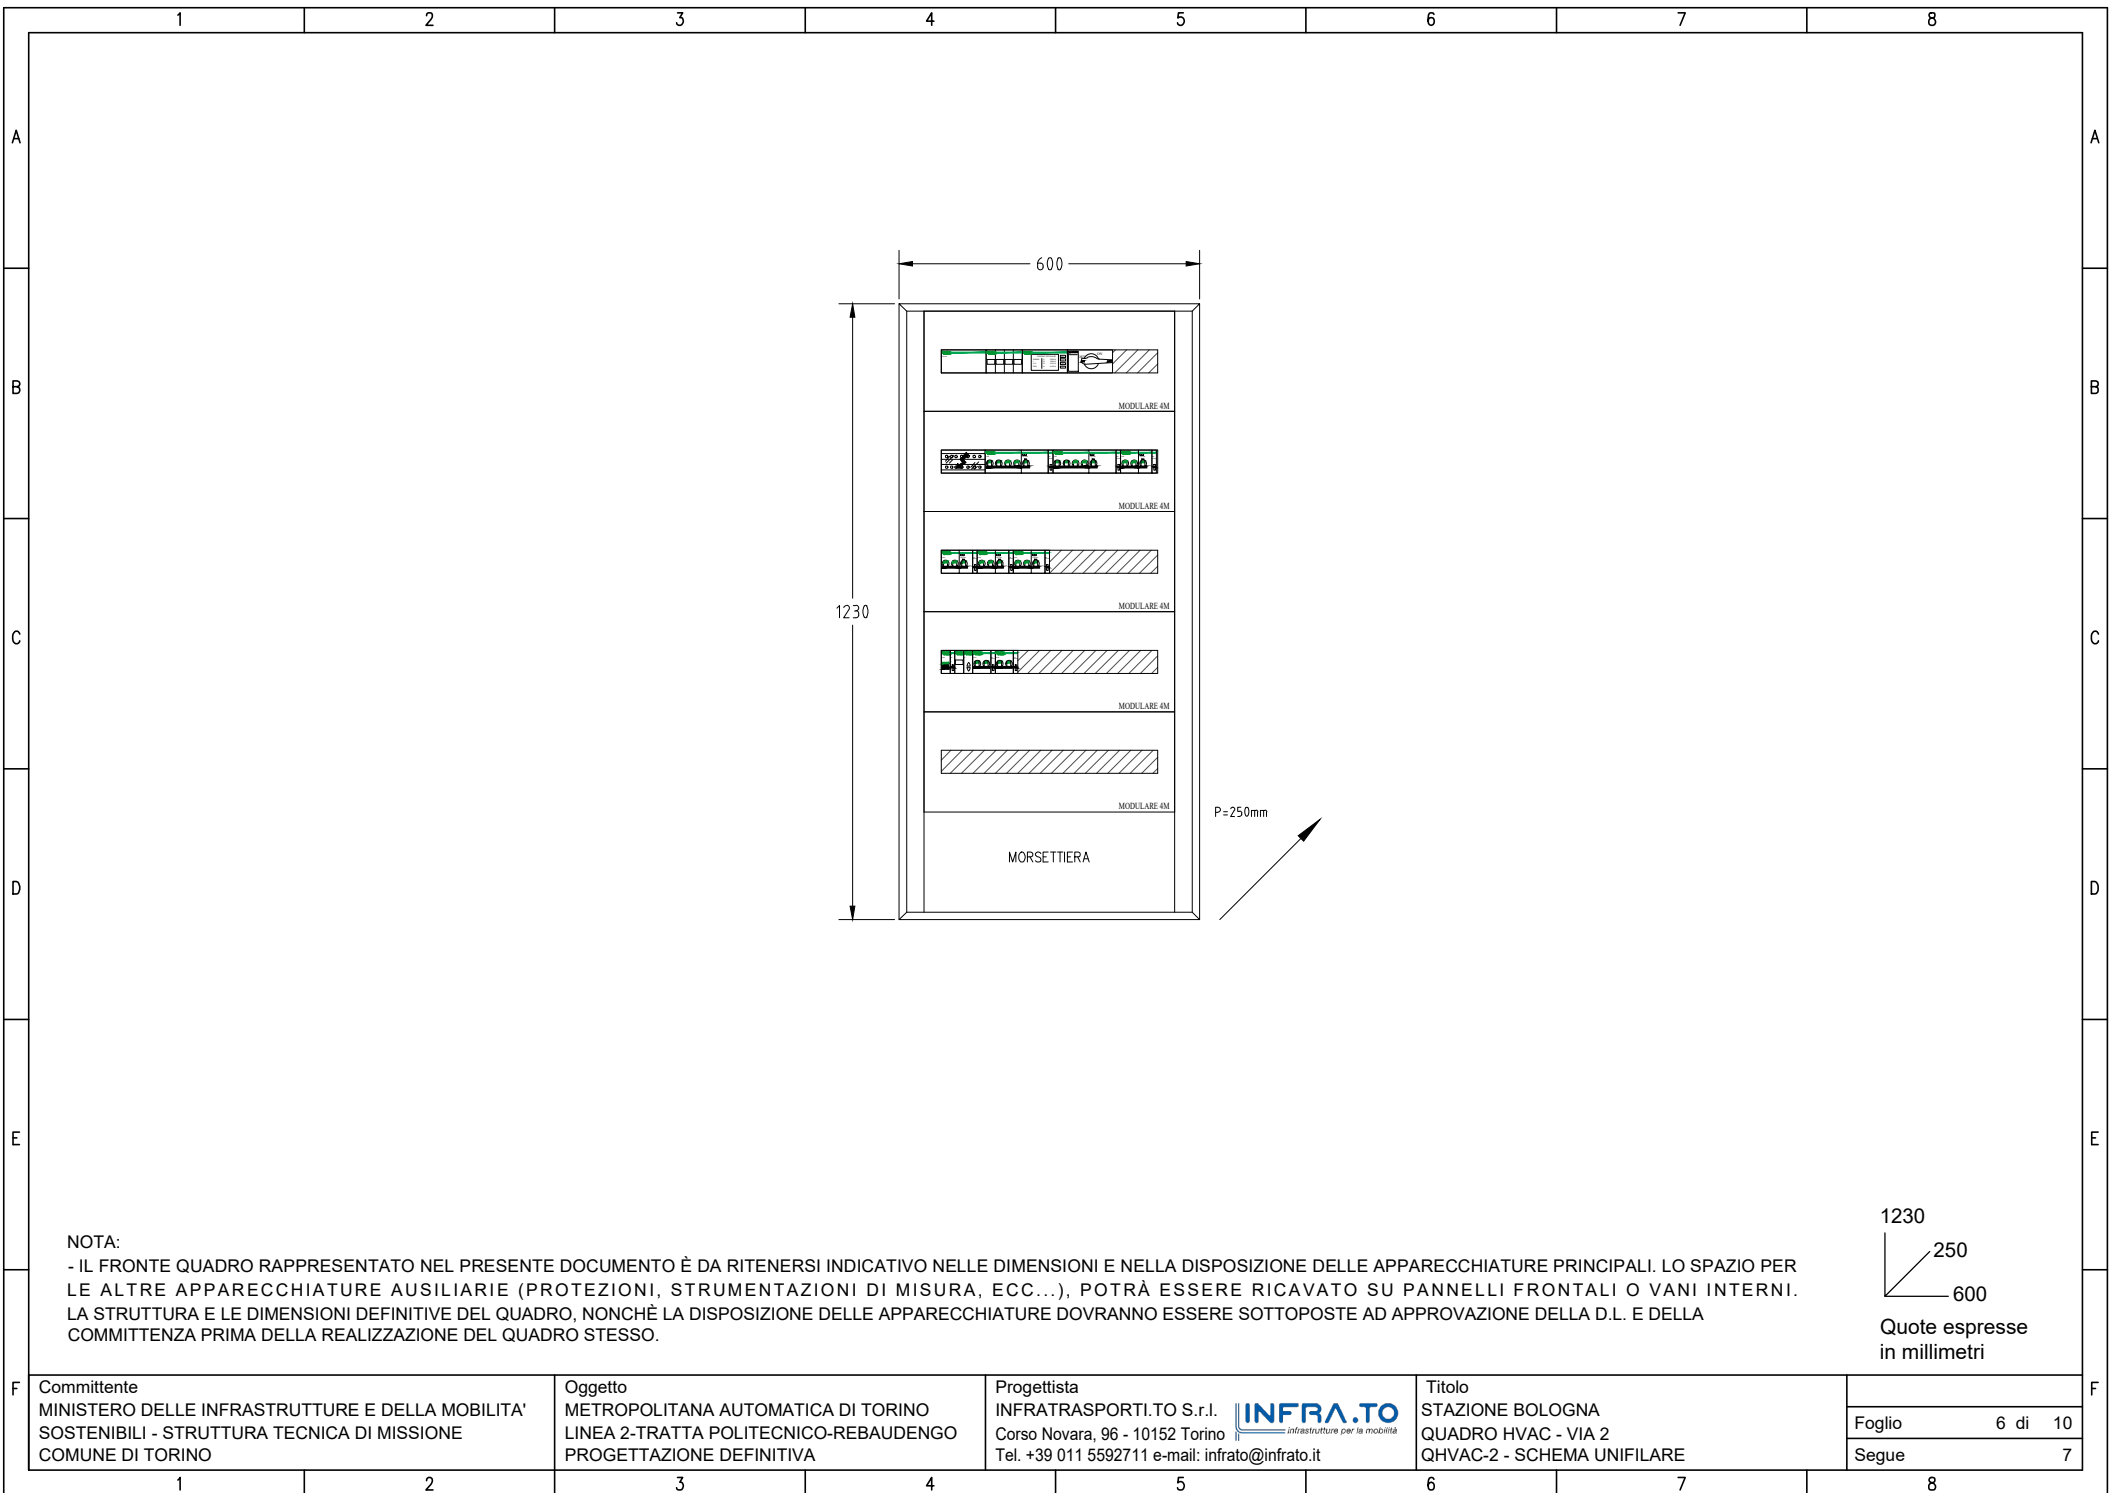 1 2 3 4 5 6 7 8
A A
600
B B
MODULARE 4M
MODULARE 4M
MODULARE 4M
1230
C C
MODULARE 4M
MODULARE 4M
P=250mm
MORSETTIERA
D D
E E
1230
250
600
Quote espresse
in millimetri
NOTA:
- IL FRONTE QUADRO RAPPRESENTATO NEL PRESENTE DOCUMENTO È DA RITENERSI INDICATIVO NELLE DIMENSIONI E NELLA DISPOSIZIONE DELLE APPARECCHIATURE PRINCIPALI. LO SPAZIO PER
LE ALTRE APPARECCHIATURE AUSILIARIE (PROTEZIONI, STRUMENTAZIONI DI MISURA, ECC...), POTRÀ ESSERE RICAVATO SU PANNELLI FRONTALI O VANI INTERNI.
LA STRUTTURA E LE DIMENSIONI DEFINITIVE DEL QUADRO, NONCHÈ LA DISPOSIZIONE DELLE APPARECCHIATURE DOVRANNO ESSERE SOTTOPOSTE AD APPROVAZIONE DELLA D.L. E DELLA
COMMITTENZA PRIMA DELLA REALIZZAZIONE DEL QUADRO STESSO.
F F
Committente
MINISTERO DELLE INFRASTRUTTURE E DELLA MOBILITA'
SOSTENIBILI - STRUTTURA TECNICA DI MISSIONE
COMUNE DI TORINO
Oggetto
METROPOLITANA AUTOMATICA DI TORINO
LINEA 2-TRATTA POLITECNICO-REBAUDENGO
PROGETTAZIONE DEFINITIVA
Progettista
INFRATRASPORTI.TO S.r.l.
Corso Novara, 96 - 10152 Torino
Tel. +39 011 5592711 e-mail: infrato@infrato.it
INFRA.TO
infrastrutture per la mobilità
Titolo
STAZIONE BOLOGNA
QUADRO HVAC - VIA 2
QHVAC-2 - SCHEMA UNIFILARE
Foglio 6 di 10
Segue 7
1 2 3 4 5 6 7 8